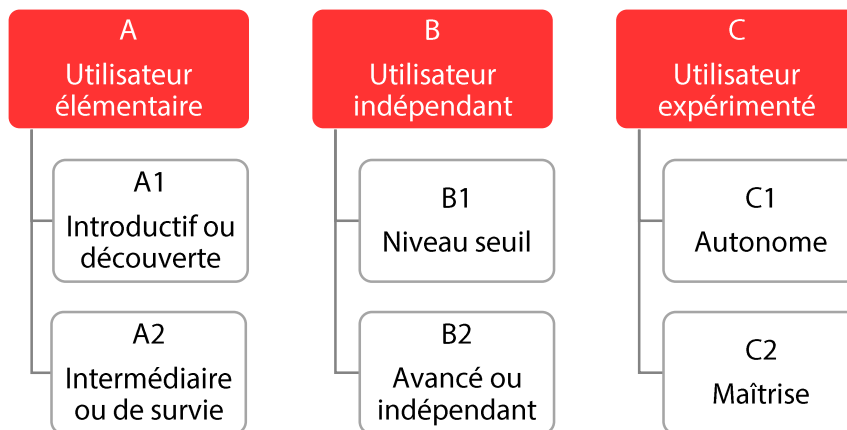 A
Utilisateur
élémentaire
A1
Introductif ou
découverte
A2
Intermédiaire
ou de survie
B
Utilisateur
indépendant
B1
Niveau seuil
B2
Avancé ou
indépendant
C
Utilisateur
expérimenté
C1
Autonome
C2
Maîtrise